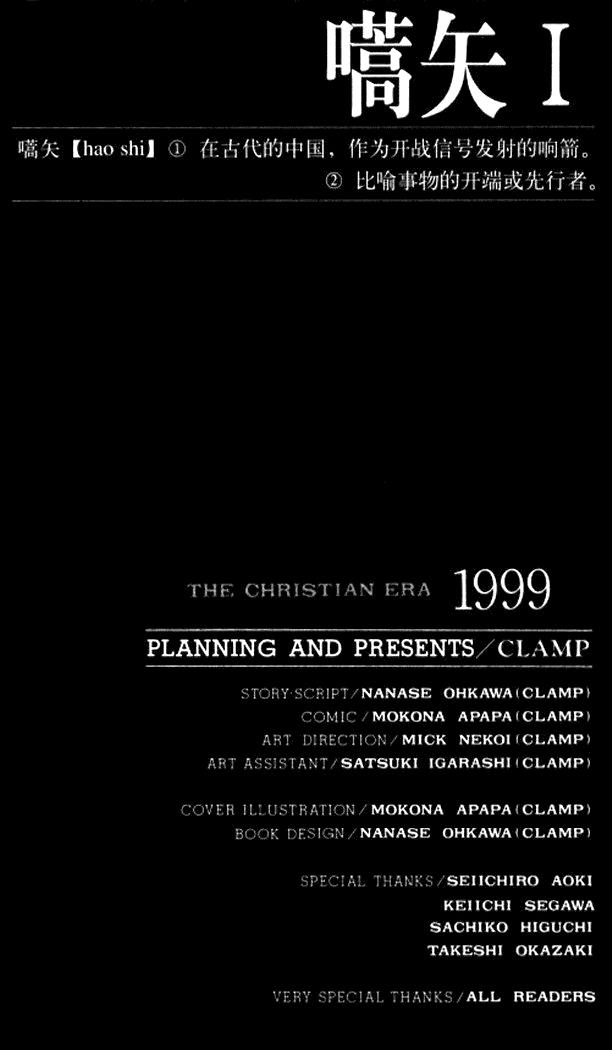 嚆矢 I
嚆矢【hao shi】① 在古代的中国，作为开战信号发射的响箭。
② 比喻事物的开端或先行者。
THE CHRISTIAN ERA 1999
PLANNING AND PRESENTS/CLAMP
STORY·SCRIPT/NANASE OHKAWA(CLAMP)
COMIC/MOKONA APAPA(CLAMP)
ART DIRECTION/MICK NEKOI(CLAMP)
ART ASSISTANT/SATSUKI IGARASHI(CLAMP)
COVER ILLUSTRATION/MOKONA APAPA(CLAMP)
BOOK DESIGN/NANASE OHKAWA(CLAMP)
SPECIAL THANKS/SEIICHIRO AOKI
KEIICHI SEGAWA
SACHIKO HIGUCHI
TAKESHI OKAZAKI
VERY SPECIAL THANKS/ALL READERS